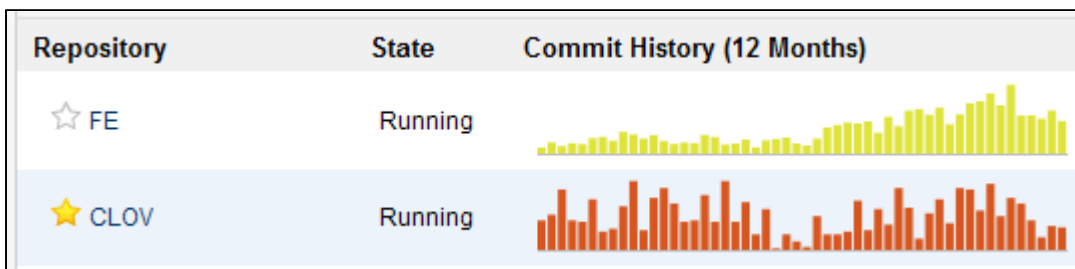 Repository State Commit History (12 Months)
FE Running
CLOV Running